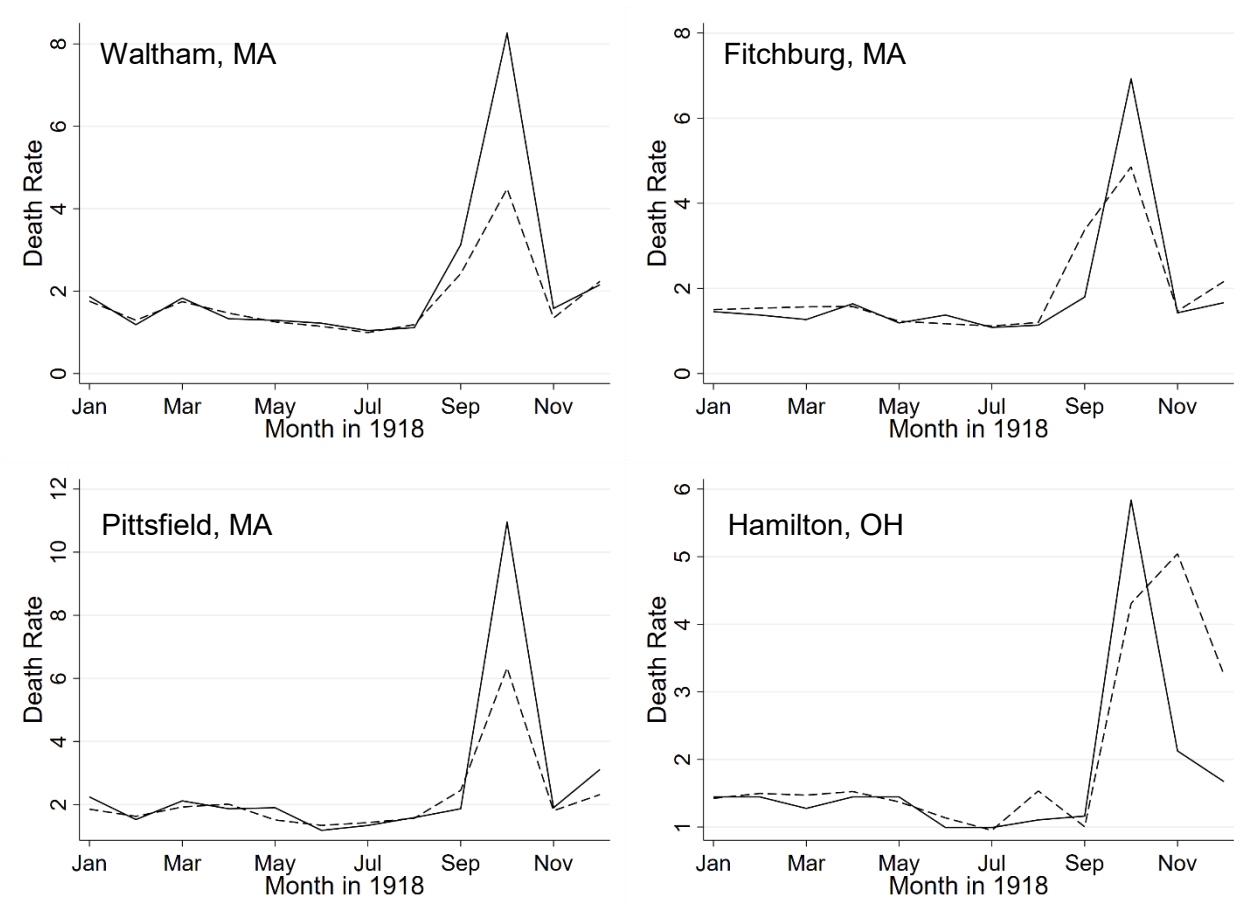 Waltham, MA
Death Rate
8
6
4
2
0
Jan Mar May Jul Sep Nov
Month in 1918
Fitchburg, MA
Death Rate
8
6
4
2
0
Jan Mar May Jul Sep Nov
Month in 1918
Pittsfield, MA
Death Rate
12
10
8
6
4
2
Jan Mar May Jul Sep Nov
Month in 1918
Hamilton, OH
Death Rate
6
5
4
3
2
1
Jan Mar May Jul Sep Nov
Month in 1918